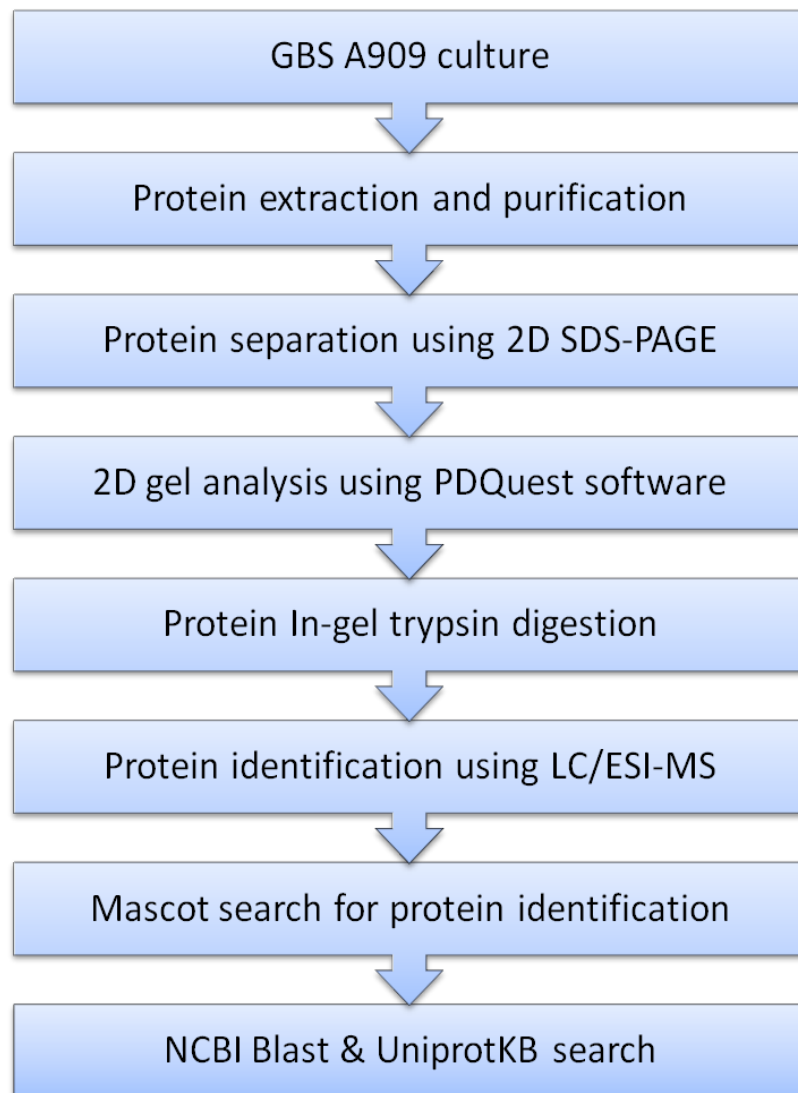 GBS A909 culture
Protein extraction and purification
Protein separation using 2D SDS-PAGE
2D gel analysis using PDQuest software
Protein In-gel trypsin digestion
Protein identification using LC/ESI-MS
Mascot search for protein identification
NCBI Blast & UniprotKB search